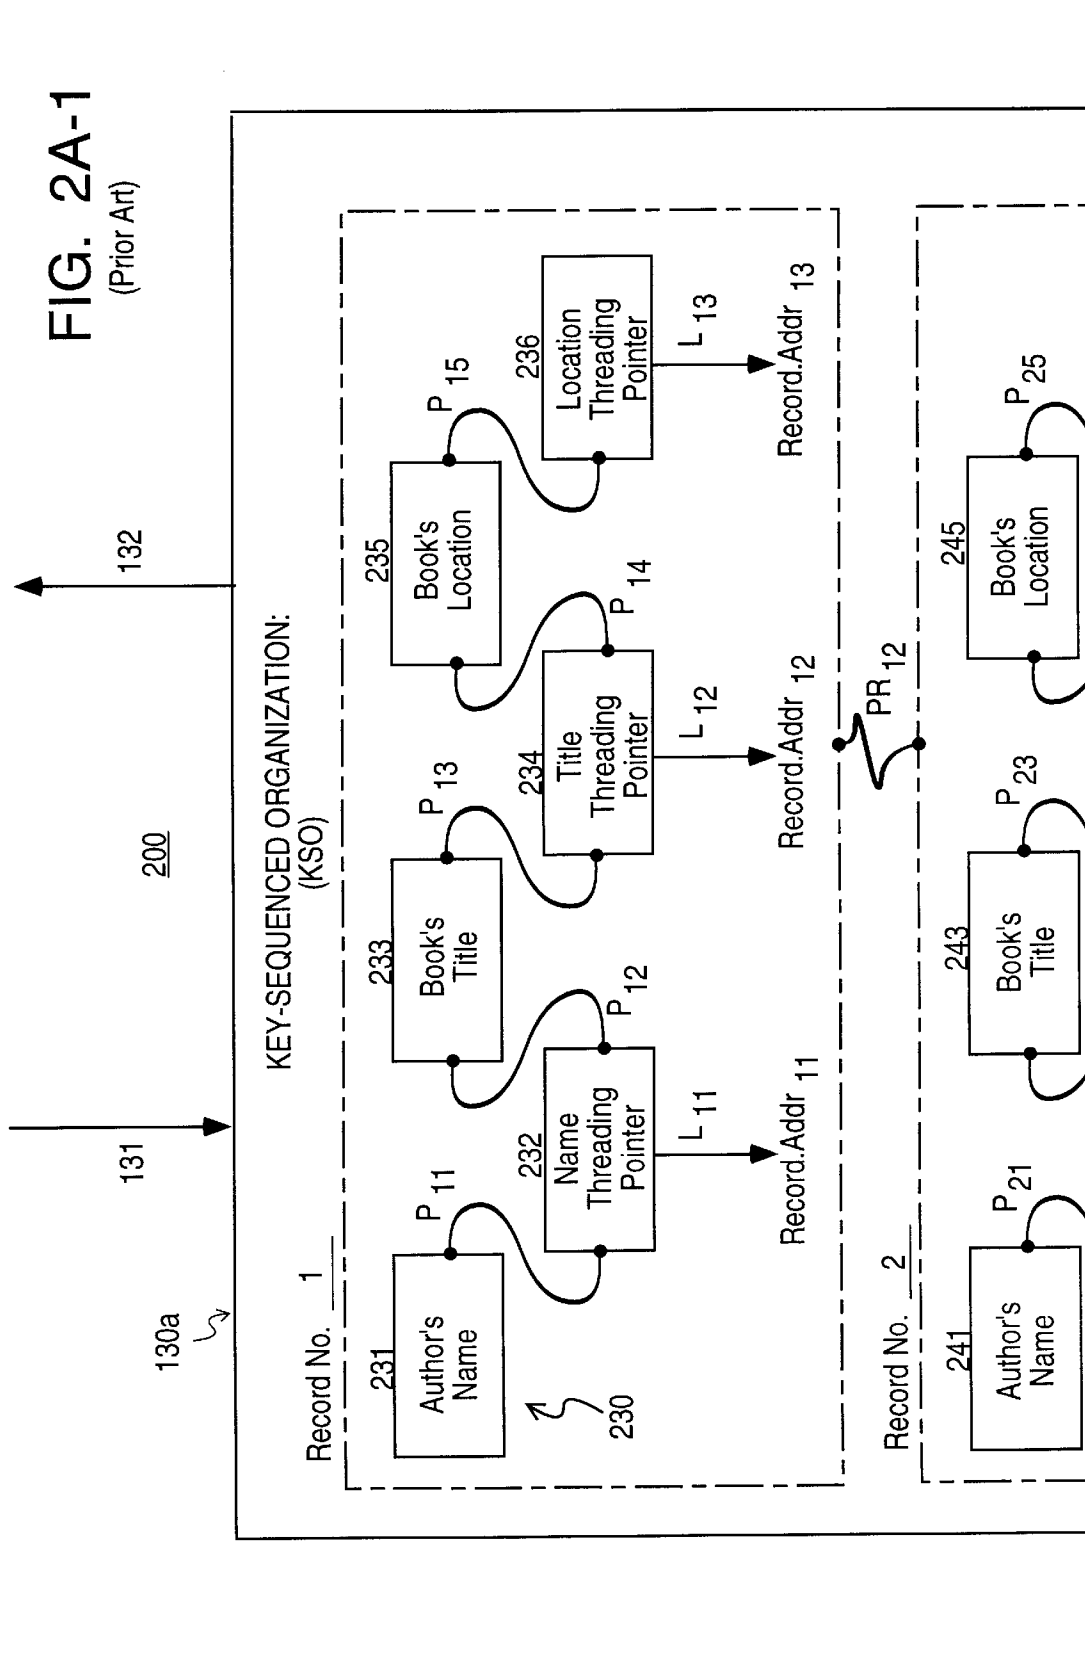 FIG. 2A-1
(Prior Art)
200
131
132
130a
KEY-SEQUENCED ORGANIZATION:
(KSO)
Record No. 1
231
Author's
Name
P 11
233
Book's
Title
P 13
235
Book's
Location
P 15
230
232
Name
Threading
Pointer
P 12
234
Title
Threading
Pointer
P 14
236
Location
Threading
Pointer
L 11
L 12
L 13
Record.Addr 11
Record.Addr 12
Record.Addr 13
PR 12
Record No. 2
241
Author's
Name
P 21
243
Book's
Title
P 23
245
Book's
Location
P 25